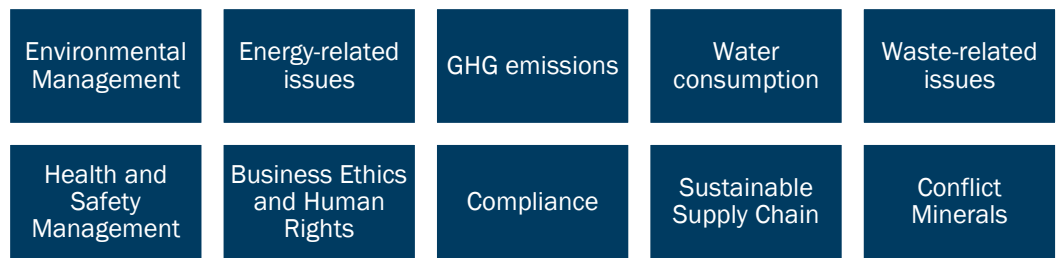 Environmental
Management
Energy-related
issues
GHG emissions
Water
consumption
Waste-related
issues
Health and
Safety
Management
Business Ethics
and Human
Rights
Compliance
Sustainable
Supply Chain
Conflict
Minerals